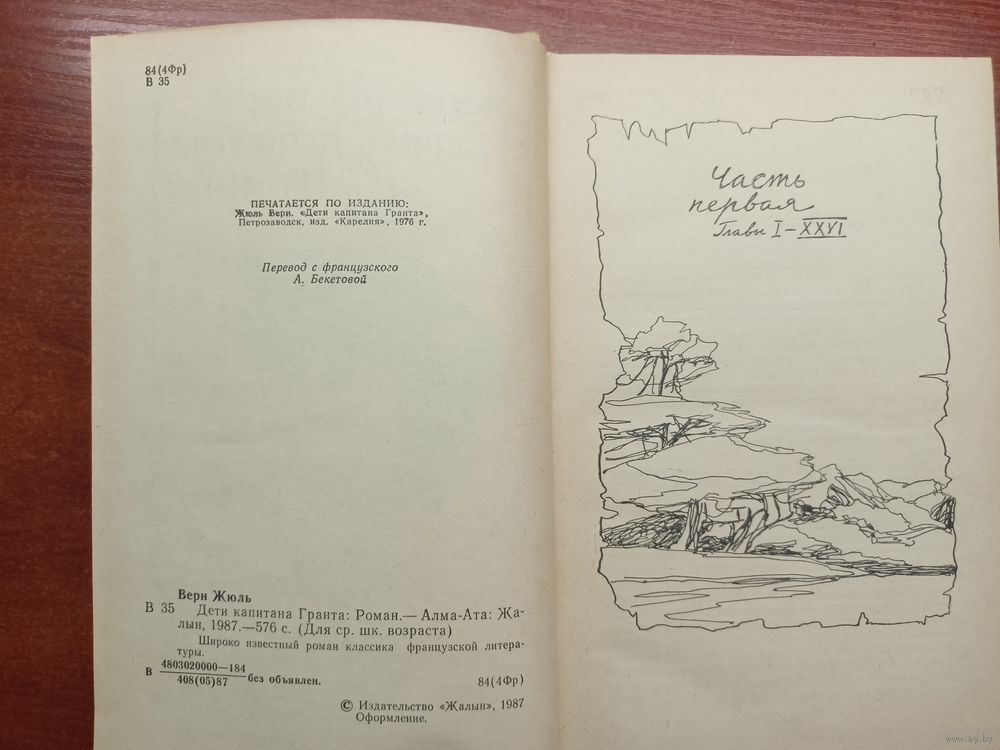 84(4Фр)
В 35
ПЕЧАТАЕТСЯ ПО ИЗДАНИЮ:
Жюль Верн. «Дети капитана Гранта»,
Петрозаводск, изд. «Карелия», 1976 г.
Перевод с французского
А. Бекетовой
Верн Жюль
В 35 Дети капитана Гранта: Роман.— Алма-Ата: Жа-
лын, 1987.—576 с. (Для ср. шк. возраста)
Широко известный роман классика французской литера-
туры.
В 4803020000—184
408(05)87 без объявлен. 84(4Фр)
© Издательство «Жалын», 1987
Оформление.
Часть
первая
Главы I–XXVI
www.ay.by